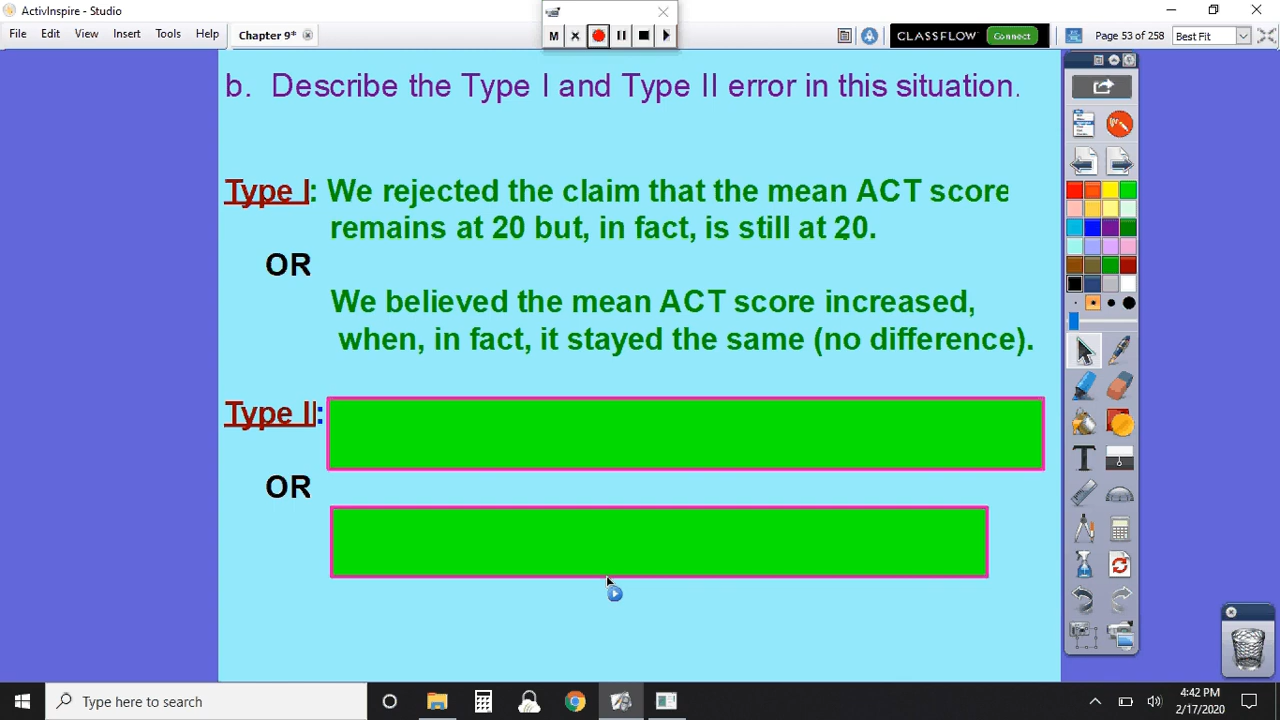 ActivInspire - Studio
File Edit View Insert Tools Help
Chapter 9*
M
CLASSFLOW Connect
Page 53 of 258
Best Fit
b. Describe the Type I and Type II error in this situation.
Type I: We rejected the claim that the mean ACT score
remains at 20 but, in fact, is still at 20.
OR
We believed the mean ACT score increased,
when, in fact, it stayed the same (no difference).
Type II:
OR
T
Type here to search
4:42 PM
2/17/2020